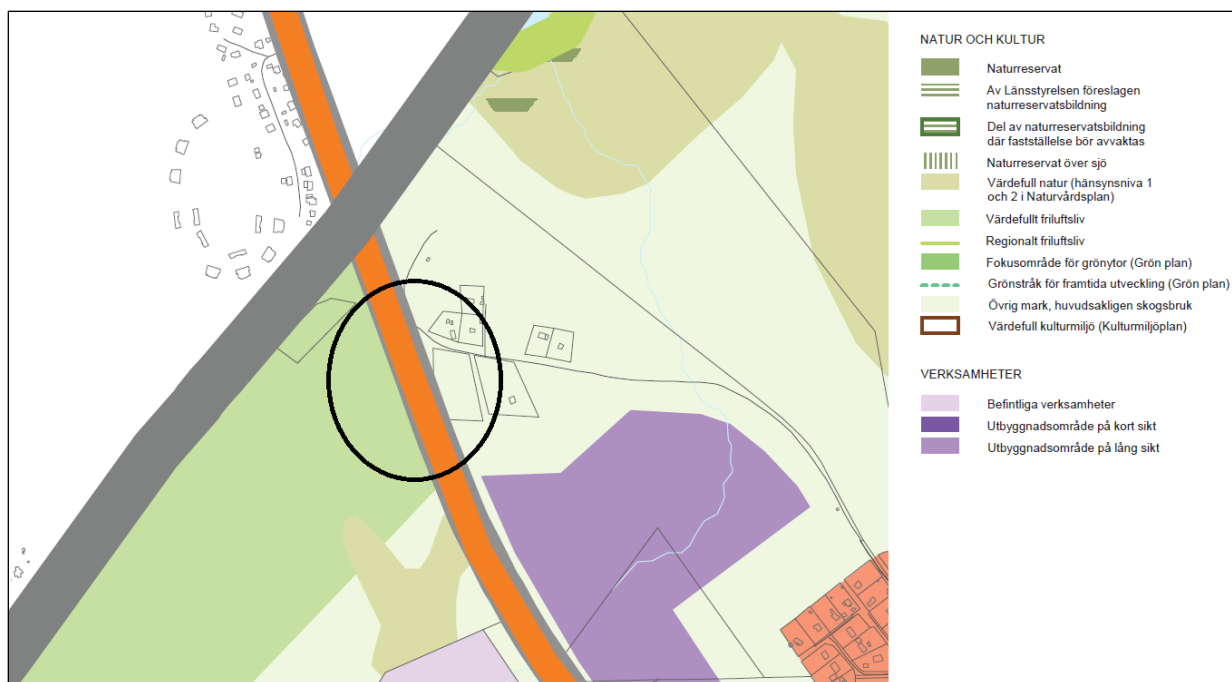 NATUR OCH KULTUR
Naturreservat
Av Länsstyrelsen föreslagen
naturreservatsbildning
Del av naturreservatsbildning
där fastställelse bör avvaktas
Naturreservat över sjö
Värdefull natur (hänsynsniva 1
och 2 i Naturvårdsplan)
Värdefullt friluftsliv
Regionalt friluftsliv
Fokusområde för grönytor (Grön plan)
Grönstråk för framtida utveckling (Grön plan)
Övrig mark, huvudsakligen skogsbruk
Värdefull kulturmiljö (Kulturmiljöplan)
VERKSAMHETER
Befintliga verksamheter
Utbyggnadsområde på kort sikt
Utbyggnadsområde på lång sikt